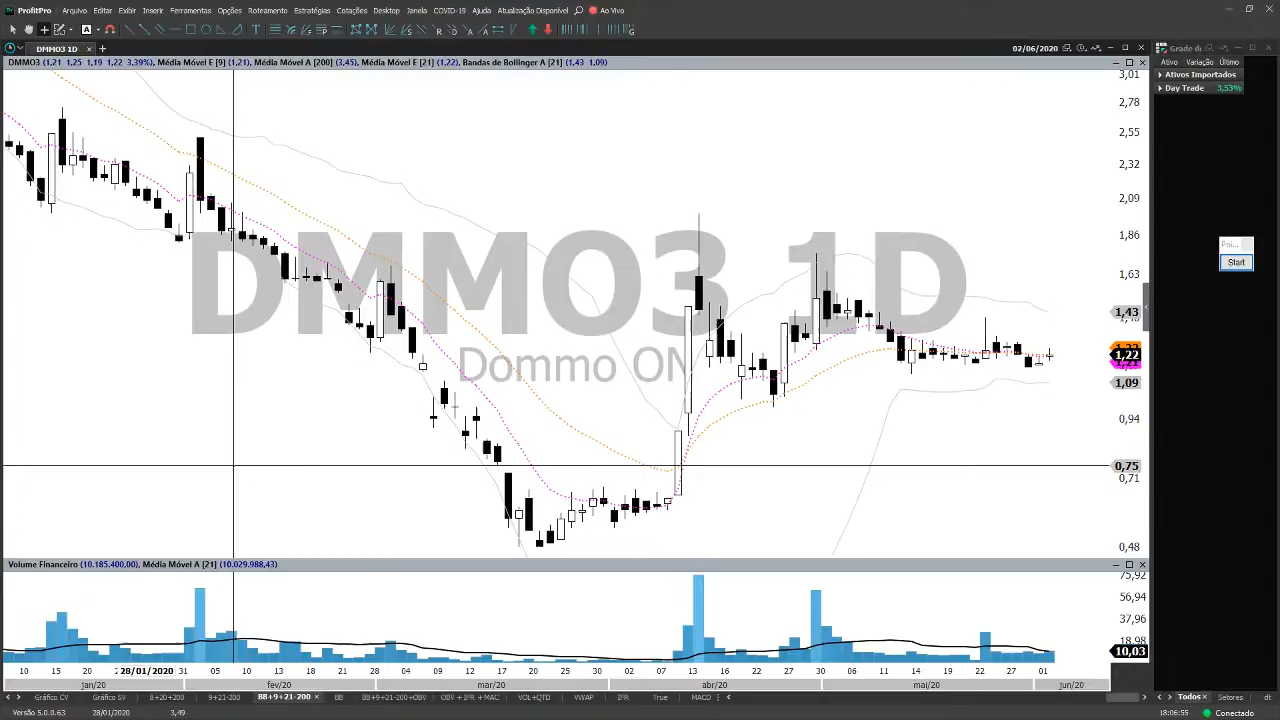 ProfitPro Arquivo Editar Exibir Inserir Ferramentas Opções Roteamento Estratégias Cotações Desktop Janela COVID-19 Ajuda Atualização Disponível Ao Vivo
DMMO3 1D
02/06/2020
DMMO3 (1,21 1,25 1,19 1,22 3,39%), Média Móvel E [9] (1,21), Média Móvel A [200] (3,45), Média Móvel E [21] (1,22), Bandas de Bollinger A [21] (1,43 1,09)
DMMO3 1D
Dommo ON
3,01
2,78
2,55
2,32
2,09
1,86
1,63
1,43
1,22
1,21
1,09
0,94
0,75
0,71
0,48
Volume Financeiro (10.185.400,00), Média Móvel A [21] (10.029.988,43)
75,92
56,94
37,96
18,98
10,03
10 15 20 28/01/2020 31 05 10 13 18 21 28 04 09 12 17 20 25 30 02 07 13 16 22 27 30 06 11 14 19 22 27 01
jan/20 fev/20 mar/20 abr/20 mai/20 jun/20
Gráfico CV Gráfico SV 8+20+200 9+21-200 BB+9+21-200 BB BB+9+21-200+OBV OBV + IFR + MAC VOL+QTD VWAP IFR True MACD
Versão 5.0.0.63 28/01/2020 3,49
Grade de
Ativo Variação Último
Ativos Importados
Day Trade 3,53%
Poi...
Start
Todos Setores dt
18:06:55 Conectado